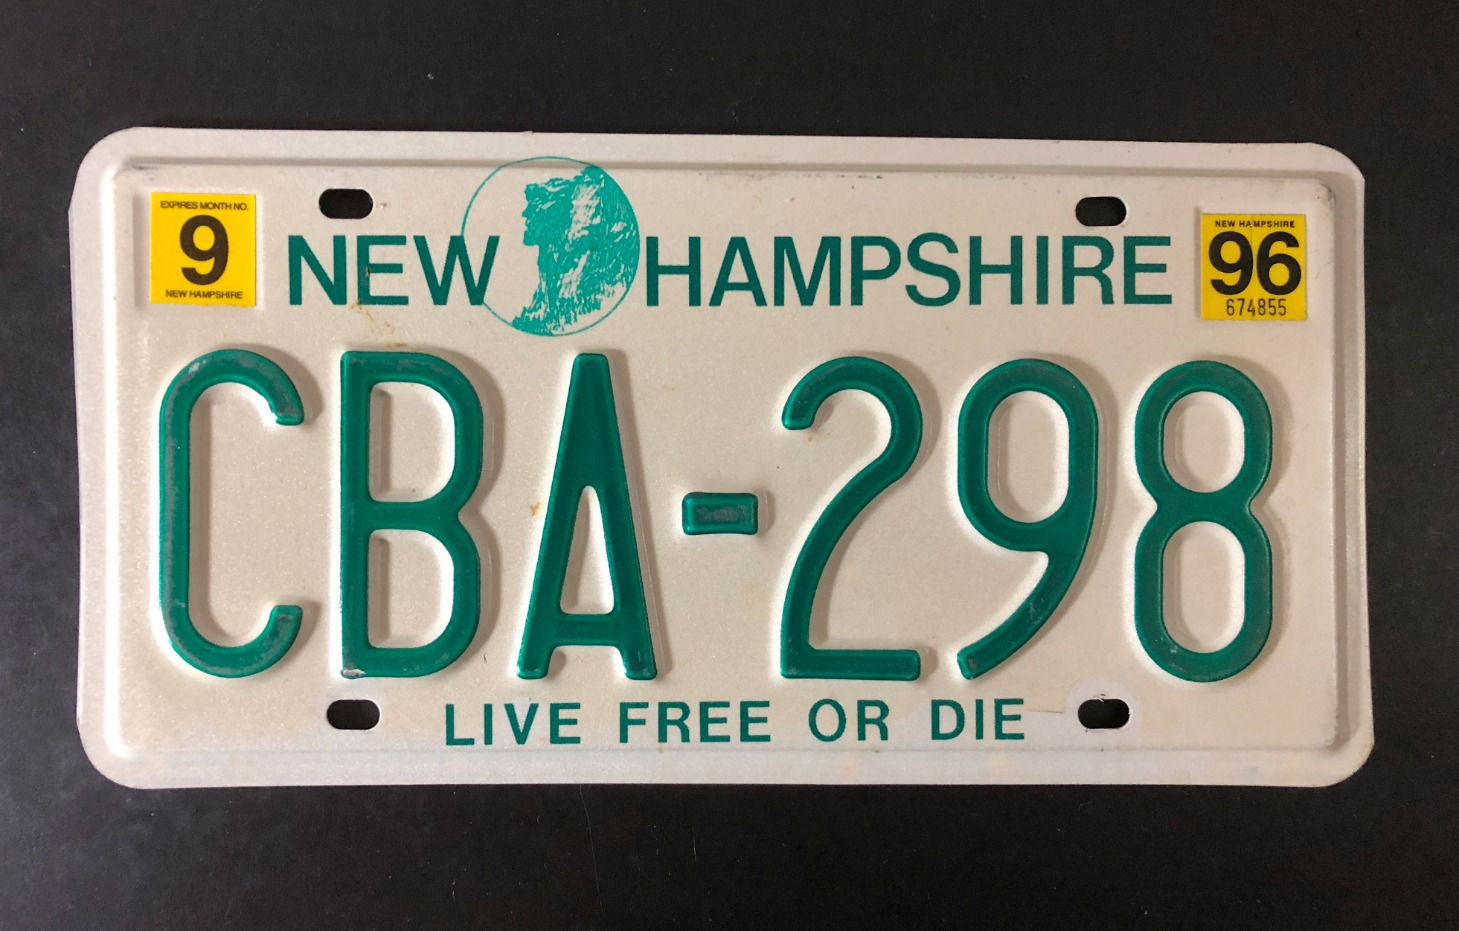 EXPIRES MONTH NO.
9
NEW HAMPSHIRE
NEW HAMPSHIRE
NEW HAMPSHIRE
96
674855
CBA-298
LIVE FREE OR DIE